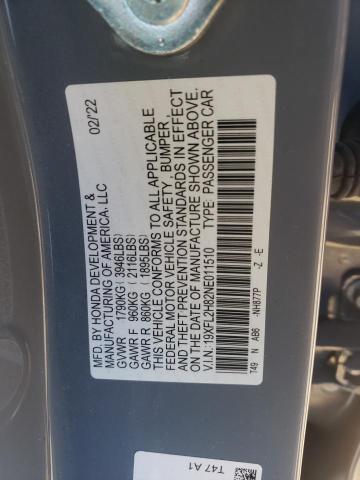 MFD. BY HONDA DEVELOPMENT & 02/'22
MANUFACTURING OF AMERICA, LLC
GVWR 1790KG (3946LBS)
GAWR F 960KG ( 2116LBS)
GAWR R 860KG ( 1895LBS)
THIS VEHICLE CONFORMS TO ALL APPLICABLE
FEDERAL MOTOR VEHICLE SAFETY, BUMPER,
AND THEFT PREVENTION STANDARDS IN EFFECT
ON THE DATE OF MANUFACTURE SHOWN ABOVE.
V.I.N.: 19XFL2H82NE011510 TYPE: PASSENGER CAR
T49 N AB6 -NH877P -Z -E
T47 A1